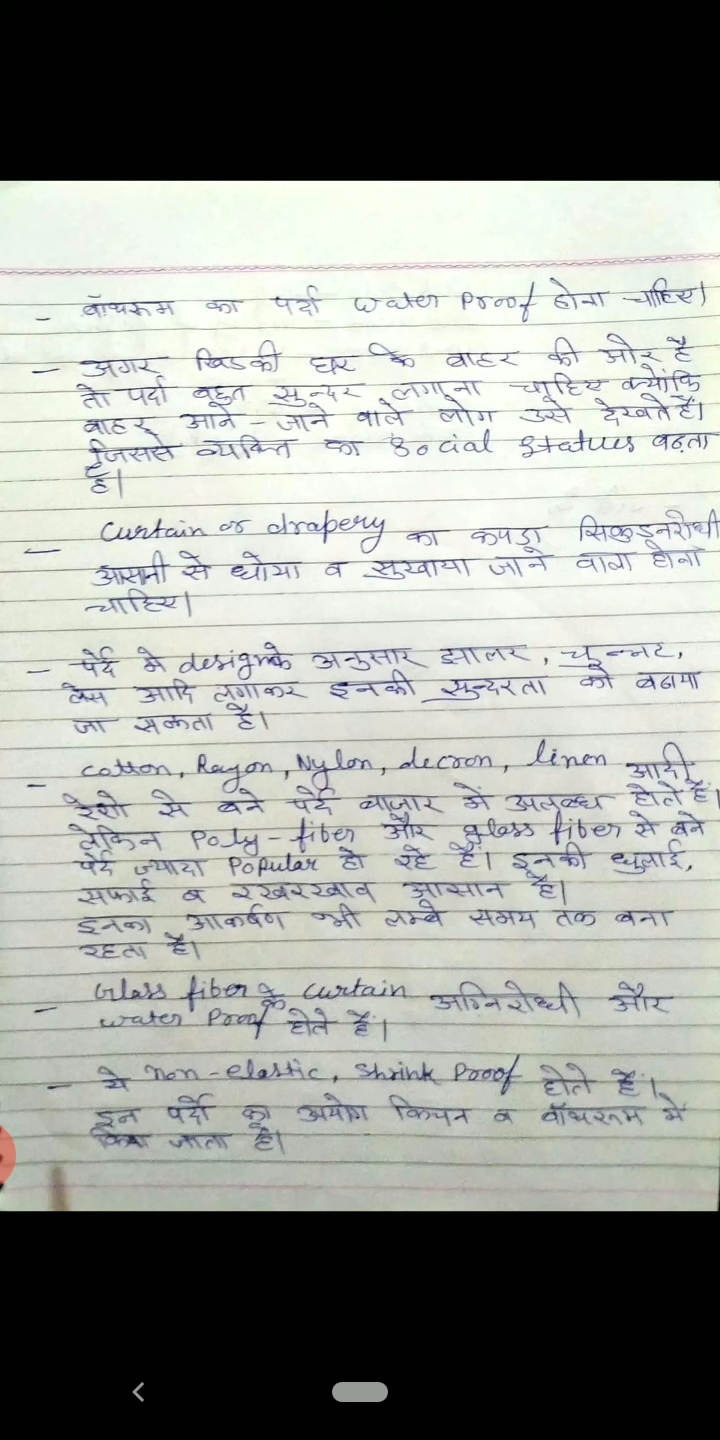 - बॉथरूम का पर्दा water Proof होना चाहिए।
- अगर खिडकी घर के बाहर की ओर है
तो पर्दा बहुत सुन्दर लगाना चाहिए क्योंकि
बाहर आने-जाने वाले लोग उसे देखते हैं।
जिससे व्यक्ति का Social Status बढ़ता
है।
- Curtain or drapery का कपड़ा सिकुड़नरोधी
आसानी से धोया व सुखाया जाने वाला होना
चाहिए।
- पर्दे मे design के अनुसार झालर, चुन्नट,
लेस आदि लगाकर इनकी सुन्दरता को बढाया
जा सकता है।
- Cotton, Rayon, Nylon, decron, linen आदी
रेशो से बने पर्दे बाजार में उपलब्ध होते हैं।
लेकिन Poly-fiber और glass fiber से बने
पर्दे ज्यादा Popular हो रहे हैं। इनकी धुलाई,
सफाई व रखरखाव आसान है।
इनका आकर्षण भी लम्बे समय तक बना
रहता है।
- Glass fiber के Curtain अग्निरोधी और
water Proof होते हैं।
- ये non-elastic, Shrink Proof होते हैं।
इन पर्दो का प्रयोग किचन व बॉथरूम मे
किया जाता है।